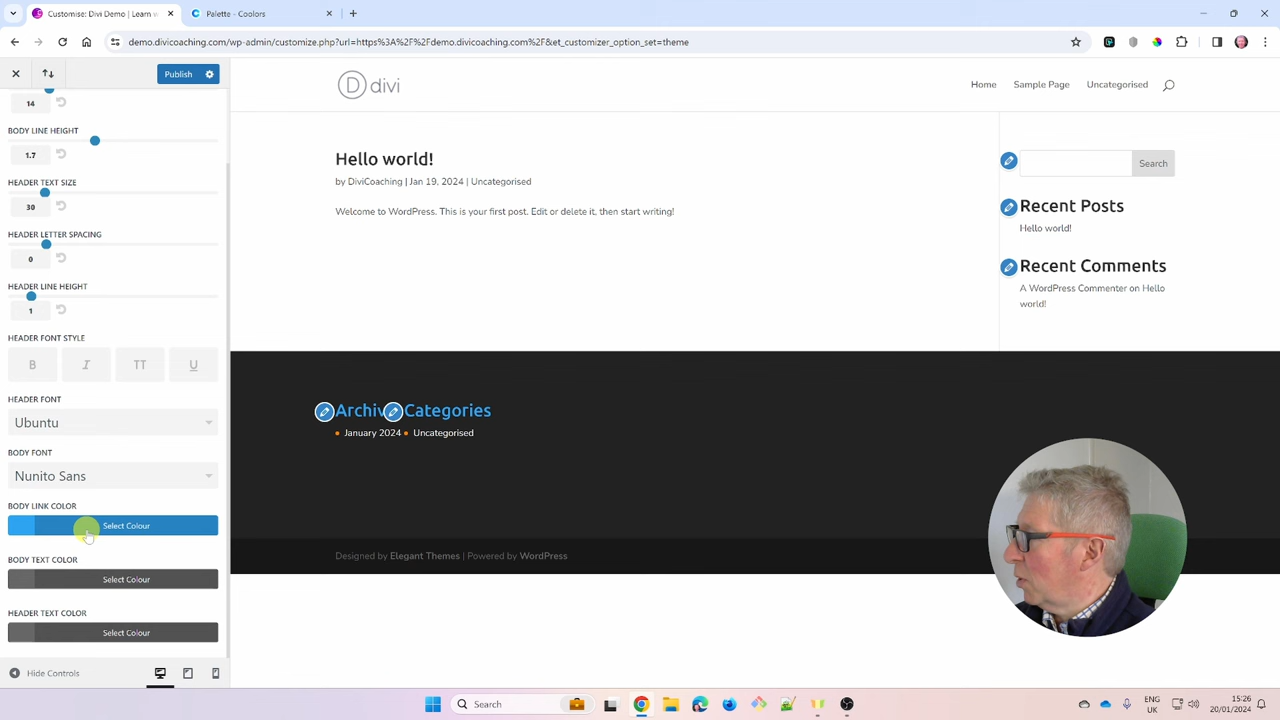 Customise: Divi Demo | Learn w
Palette - Coolors
demo.divicoaching.com/wp-admin/customize.php?url=https%3A%2F%2Fdemo.divicoaching.com%2F&et_customizer_option_set=theme
Publish
D divi
Home Sample Page Uncategorised
14
BODY LINE HEIGHT
1.7
HEADER TEXT SIZE
30
HEADER LETTER SPACING
0
HEADER LINE HEIGHT
1
HEADER FONT STYLE
B I TT U
HEADER FONT
Ubuntu
BODY FONT
Nunito Sans
BODY LINK COLOR
Select Colour
BODY TEXT COLOR
Select Colour
HEADER TEXT COLOR
Select Colour
Hide Controls
Hello world!
by DiviCoaching | Jan 19, 2024 | Uncategorised
Welcome to WordPress. This is your first post. Edit or delete it, then start writing!
Search
Recent Posts
Hello world!
Recent Comments
A WordPress Commenter on Hello
world!
Archiv Categories
January 2024 Uncategorised
Designed by Elegant Themes | Powered by WordPress
Search
ENG
UK
15:26
20/01/2024